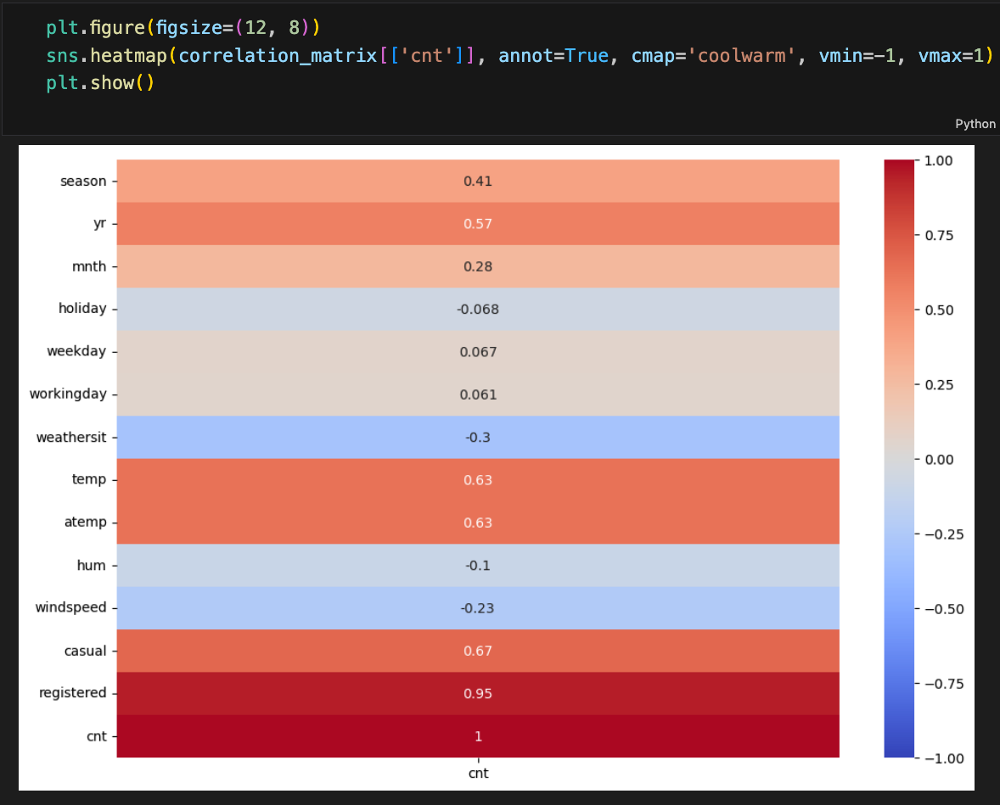 plt.figure(figsize=(12, 8))
sns.heatmap(correlation_matrix[['cnt']], annot=True, cmap='coolwarm', vmin=-1, vmax=1)
plt.show()
Python
season 0.41
yr 0.57
mnth 0.28
holiday -0.068
weekday 0.067
workingday 0.061
weathersit -0.3
temp 0.63
atemp 0.63
hum -0.1
windspeed -0.23
casual 0.67
registered 0.95
cnt 1
cnt
1.00
0.75
0.50
0.25
0.00
−0.25
−0.50
−0.75
−1.00